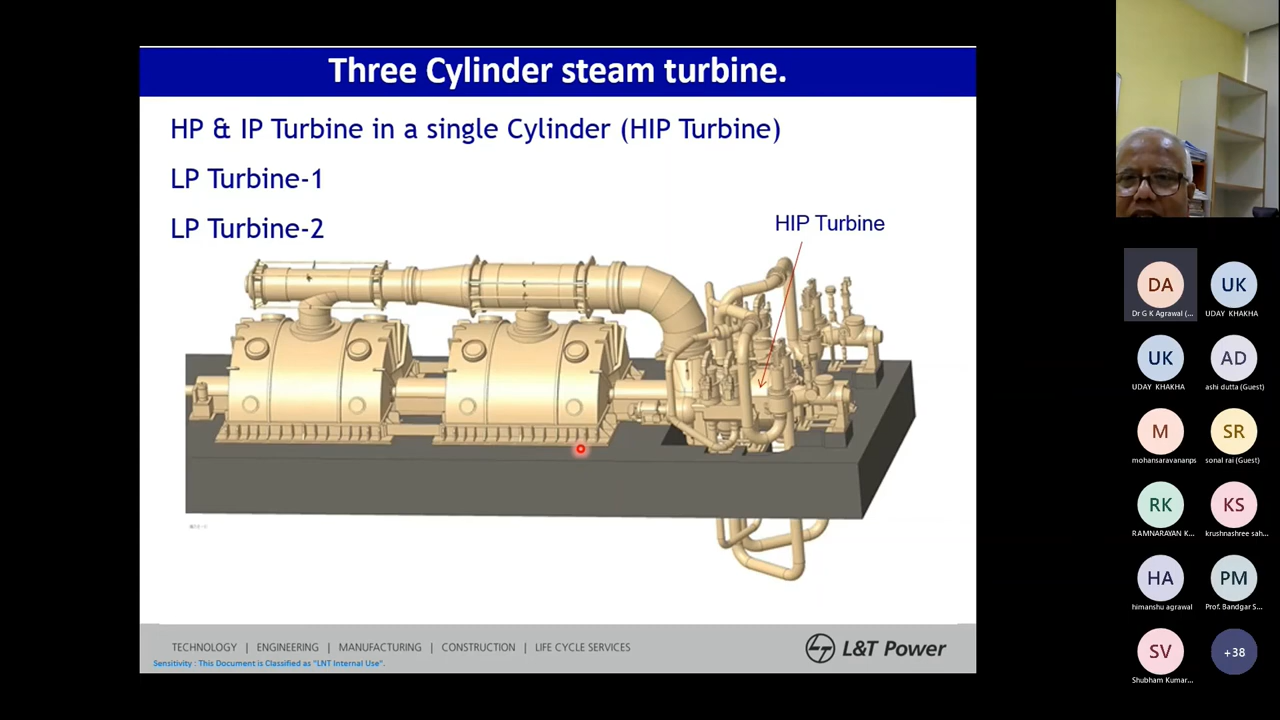 Three Cylinder steam turbine.
HP & IP Turbine in a single Cylinder (HIP Turbine)
LP Turbine-1
LP Turbine-2
HIP Turbine
TECHNOLOGY | ENGINEERING | MANUFACTURING | CONSTRUCTION | LIFE CYCLE SERVICES
Sensitivity : This Document is Classified as "LNT Internal Use".
L&T Power
DA
Dr G K Agrawal (...
UK
UDAY KHAKHA
UK
UDAY KHAKHA
AD
ashi dutta (Guest)
M
mohansaravananps
SR
sonal rai (Guest)
RK
RAMNARAYAN K...
KS
krushnashree sah...
HA
himanshu agrawal
PM
Prof. Bandgar S...
SV
Shubham Kumar...
+38